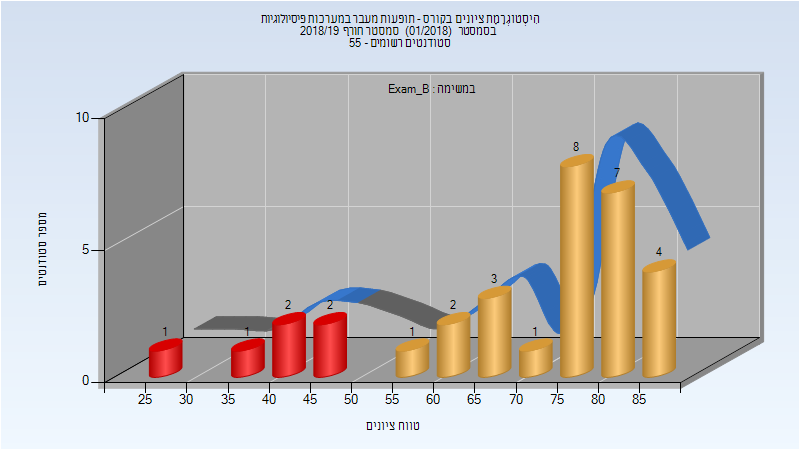 היסטוגרמת ציונים בקורס - תופעות מעבר במערכות פיסיולוגיות
בסמסטר (01/2018) סמסטר חורף 2018/19
סטודנטים רשומים - 55
במשימה : Exam_B
מספר סטודנטים
10
5
0
1
1
2
2
1
2
3
1
8
7
4
25 30 35 40 45 50 55 60 65 70 75 80 85
טווח ציונים